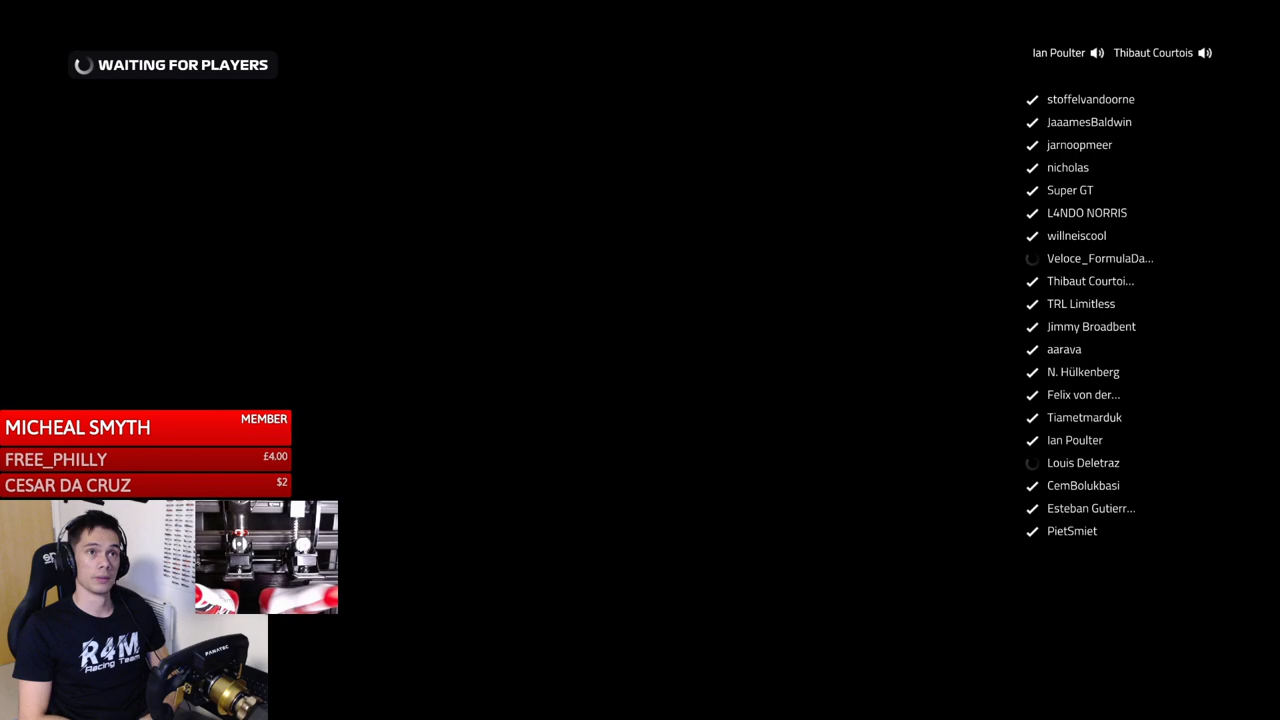 WAITING FOR PLAYERS
Ian Poulter Thibaut Courtois
stoffelvandoorne
JaaamesBaldwin
jarnoopmeer
nicholas
Super GT
L4NDO NORRIS
willneiscool
Veloce_FormulaDa...
Thibaut Courtoi...
TRL Limitless
Jimmy Broadbent
aarava
N. Hülkenberg
Felix von der...
Tiametmarduk
Ian Poulter
Louis Deletraz
CemBolukbasi
Esteban Gutierr...
PietSmiet
MICHEAL SMYTH MEMBER
FREE_PHILLY £4.00
CESAR DA CRUZ $2
R4M
Racing Team
FANATEC